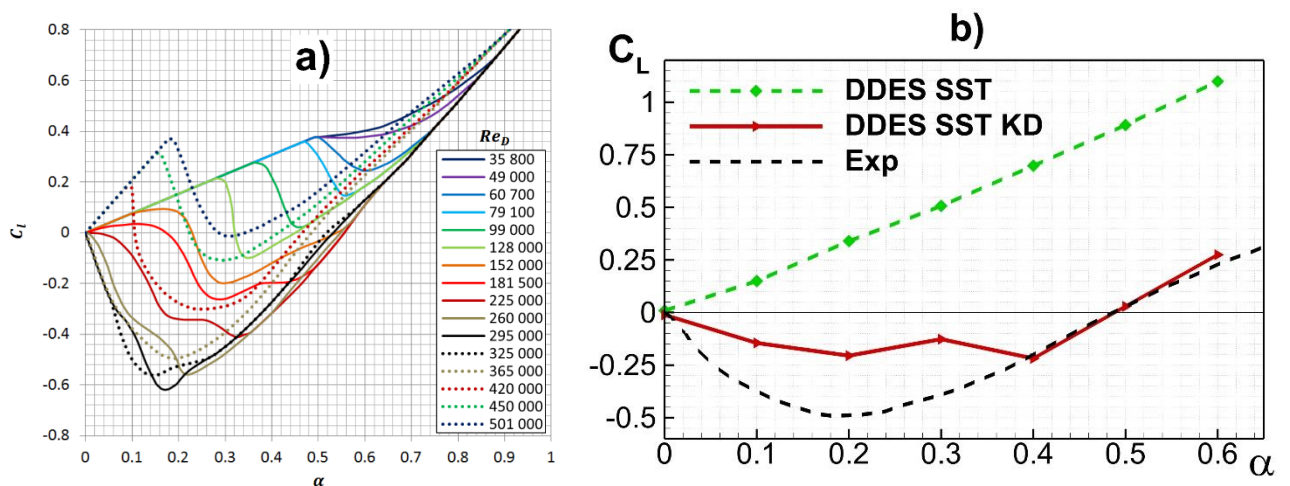 a)
0.8
0.6
0.4
0.2
0
-0.2
-0.4
-0.6
-0.8
C_l
0 0.1 0.2 0.3 0.4 0.5 0.6 0.7 0.8 0.9 1
α
Re_D
35 800
49 000
60 700
79 100
99 000
128 000
152 000
181 500
225 000
260 000
295 000
325 000
365 000
420 000
450 000
501 000
b)
C_L
1
0.75
0.5
0.25
0
-0.25
-0.5
DDES SST
DDES SST KD
Exp
0 0.1 0.2 0.3 0.4 0.5 0.6 α